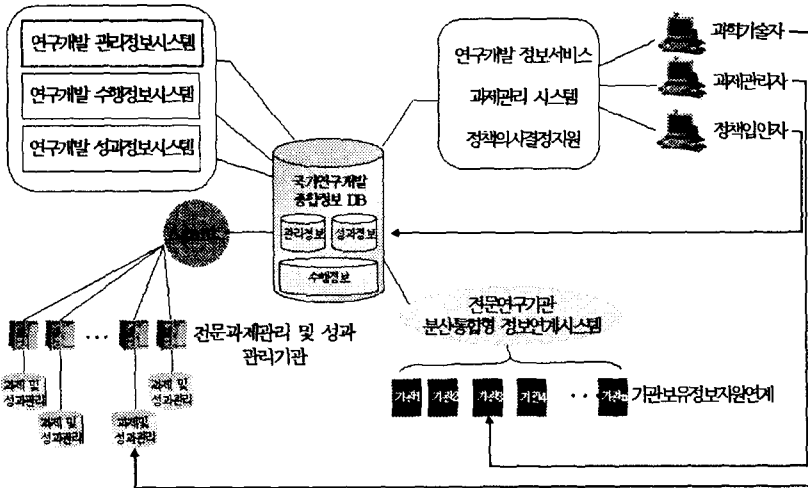 연구개발 관리정보시스템
연구개발 수행정보시스템
연구개발 성과정보시스템
연구개발 정보서비스
과제관리 시스템
정책의사결정지원
과학기술자
과제관리자
정책입안자
국가연구개발
종합정보 DB
관리정보
성과정보
수행정보
전문과제관리 및 성과
관리기관
과제 및
성과관리
과제 및
성과관리
과제및
성과관리
과제 및
성과관리
전문연구기관
분산통합형 정보연계시스템
기관1
기관2
기관3
기관4
기관n
기관보유정보지원연계